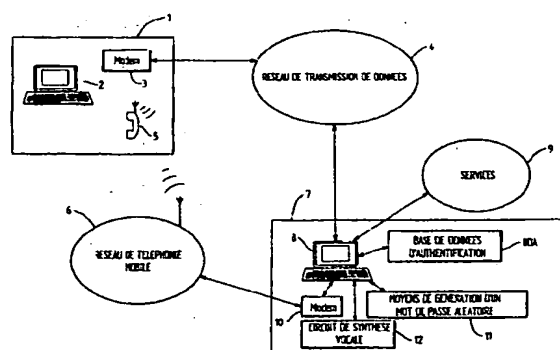 1
Modem
2
3
5
RESEAU DE TRANSMISSION DE DONNEES
4
6
RESEAU DE TELEPHONIE
MOBILE
7
8
SERVICES
9
BASE DE DONNEES
D'AUTHENTIFICATION
BDA
Modem
10
MOYENS DE GENERATION D'UN
MOT DE PASSE ALEATOIRE
11
CIRCUIT DE SYNTHESE
VOCALE
12